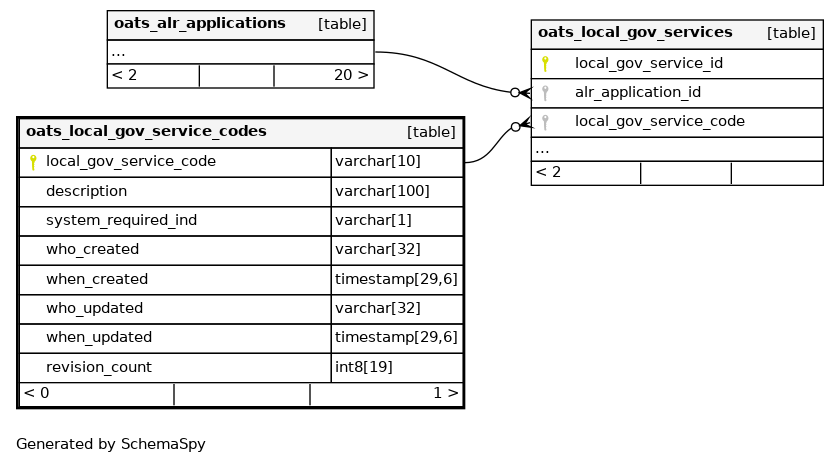 oats_alr_applications [table]
...
< 2 20 >
oats_local_gov_services [table]
local_gov_service_id
alr_application_id
local_gov_service_code
...
< 2
oats_local_gov_service_codes [table]
local_gov_service_code varchar[10]
description varchar[100]
system_required_ind varchar[1]
who_created varchar[32]
when_created timestamp[29,6]
who_updated varchar[32]
when_updated timestamp[29,6]
revision_count int8[19]
< 0 1 >
Generated by SchemaSpy